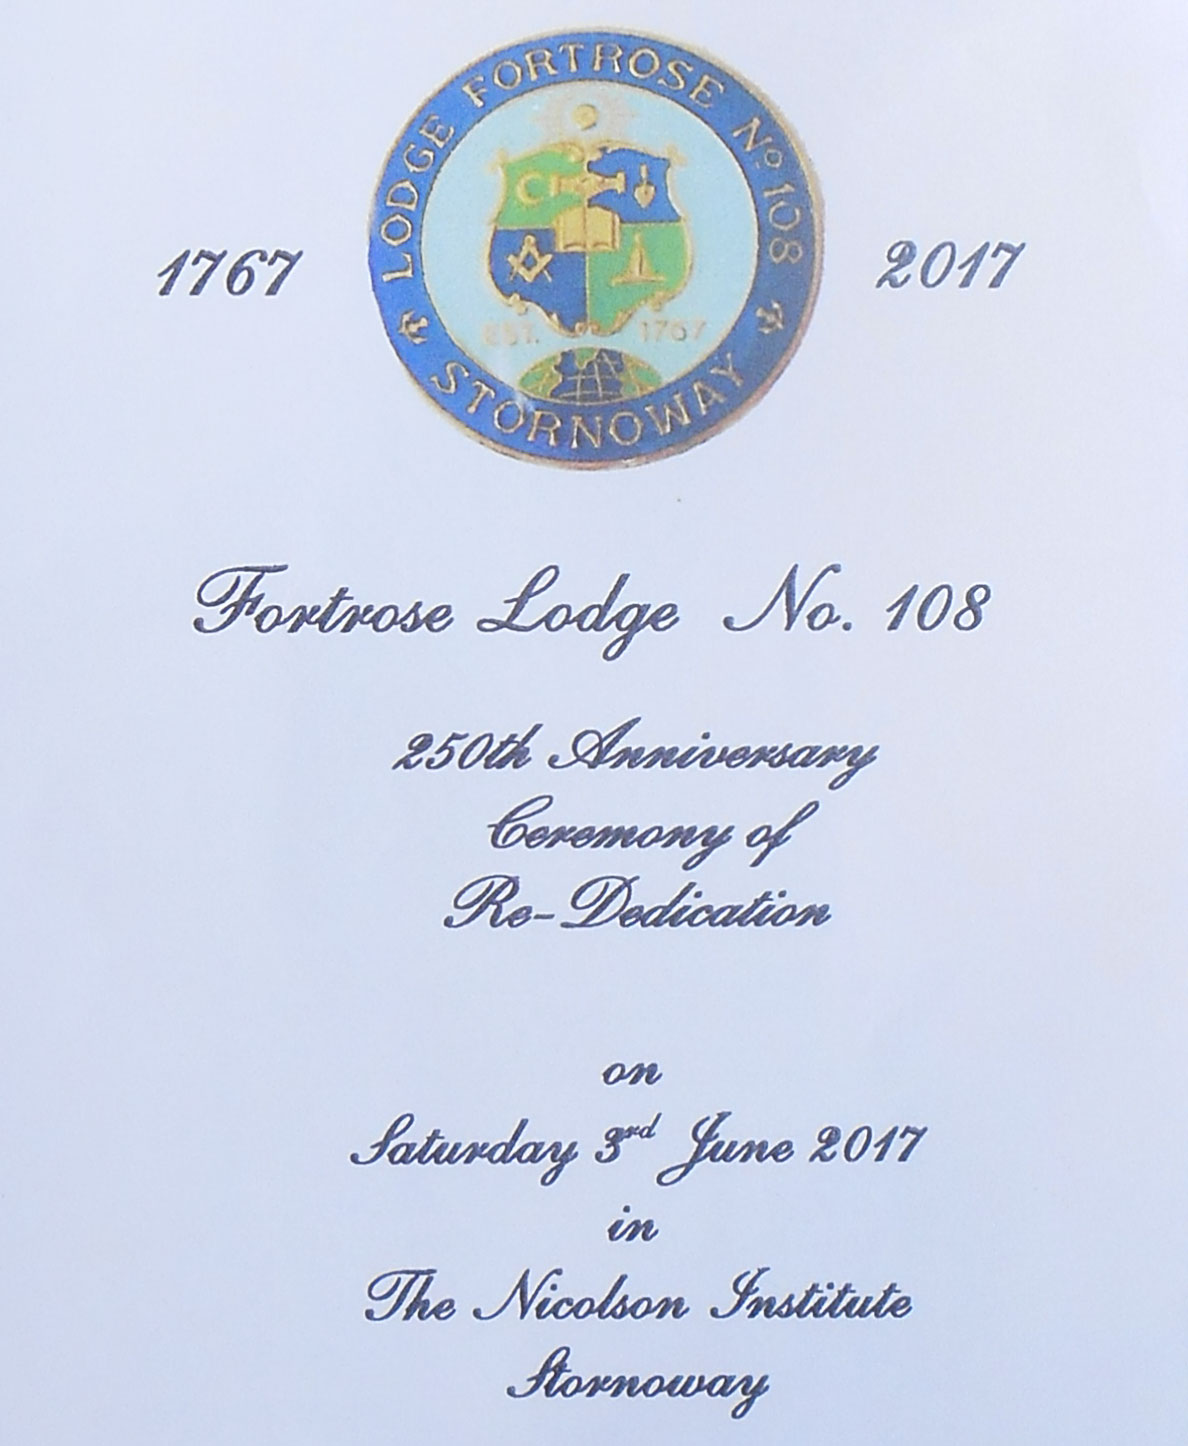 LODGE FORTROSE No 108
1767
2017
EST. 1767
STORNOWAY
Fortrose Lodge No. 108
250th Anniversary
Ceremony of
Re-Dedication
on
Saturday 3rd June 2017
in
The Nicolson Institute
Stornoway